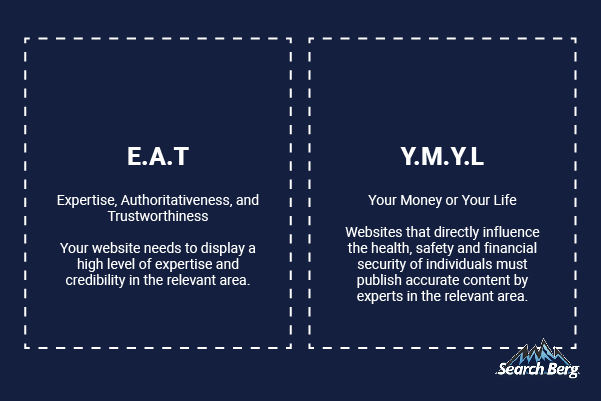 E.A.T
Expertise, Authoritativeness, and
Trustworthiness
Your website needs to display a
high level of expertise and
credibility in the relevant area.
Y.M.Y.L
Your Money or Your Life
Websites that directly influence
the health, safety and financial
security of individuals must
publish accurate content by
experts in the relevant area.
Search Berg